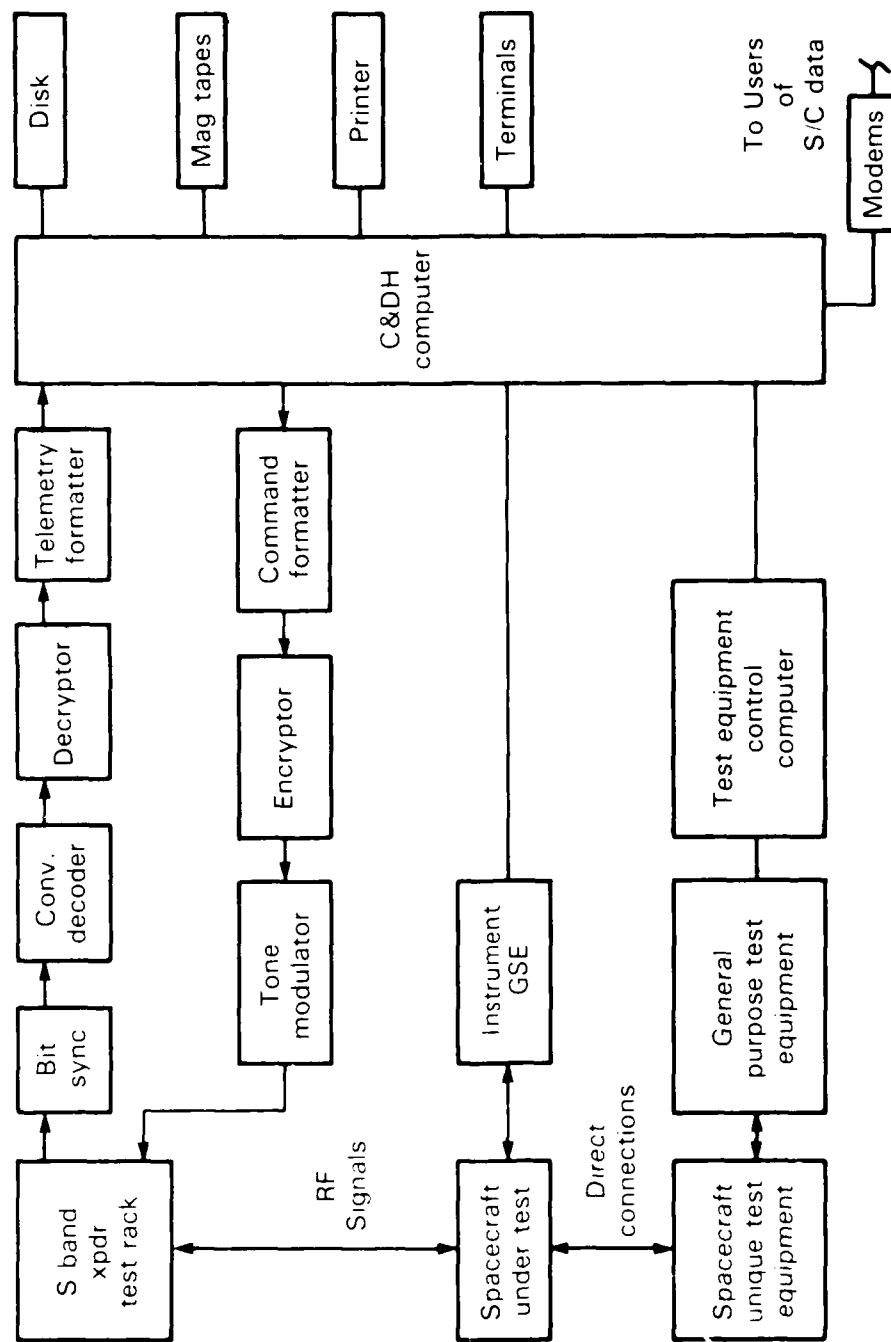 S band
xpdr
test rack
Bit
sync
Conv.
decoder
Decryptor
Telemetry
formatter
Tone
modulator
Encryptor
Command
formatter
RF
Signals
Spacecraft
under test
Instrument
GSE
Direct
connections
Spacecraft
unique test
equipment
General
purpose test
equipment
Test equipment
control
computer
C&DH
computer
Disk
Mag tapes
Printer
Terminals
To Users
of
S/C data
Modems